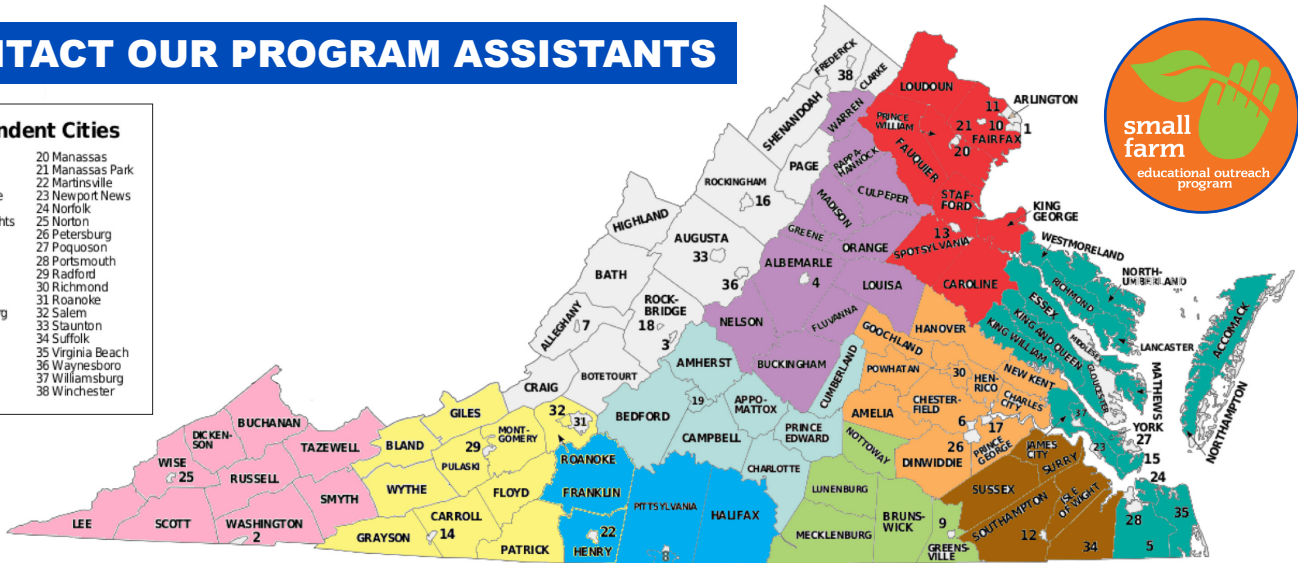 NTACT OUR PROGRAM ASSISTANTS
ndent Cities
20 Manassas
21 Manassas Park
22 Martinsville
e
23 Newport News
24 Norfolk
hts
25 Norton
26 Petersburg
27 Poquoson
28 Portsmouth
29 Radford
30 Richmond
31 Roanoke
rg
32 Salem
33 Staunton
34 Suffolk
35 Virginia Beach
36 Waynesboro
37 Williamsburg
38 Winchester
small
farm
educational outreach
program
FREDERICK
38
CLARKE
LOUDOUN
SHENANDOAH
WARREN
PRINCE
WILLIAM
11
ARLINGTON
21
10
1
FAIRFAX
20
FAUQUIER
PAGE
RAPPA-
HANNOCK
ROCKINGHAM
16
CULPEPER
MADISON
STAF-
FORD
KING
GEORGE
HIGHLAND
GREENE
ORANGE
13
SPOTSYLVANIA
WESTMORELAND
AUGUSTA
33
ALBEMARLE
4
BATH
36
LOUISA
CAROLINE
RICHMOND
NORTH-
UMBERLAND
ESSEX
ROCK-
BRIDGE
18
3
ALLEGHANY
7
NELSON
FLUVANNA
GOOCHLAND
HANOVER
KING AND QUEEN
KING WILLIAM
MIDDLESEX
LANCASTER
ACCOMACK
AMHERST
BUCKINGHAM
CUMBERLAND
POWHATAN
30
HEN-
RICO
NEW KENT
GLOUCESTER
MATHEWS
NORTHAMPTON
CRAIG
BOTETOURT
BEDFORD
19
APPO-
MATTOX
AMELIA
CHESTER-
FIELD
CHARLES
CITY
6
17
37
YORK
27
GILES
32
31
BUCHANAN
DICKEN-
SON
TAZEWELL
BLAND
29
MONT-
GOMERY
CAMPBELL
PRINCE
EDWARD
NOTTOWAY
26
PRINCE
GEORGE
JAMES
CITY
SURRY
23
15
24
WISE
25
RUSSELL
PULASKI
ROANOKE
CHARLOTTE
DINWIDDIE
SMYTH
WYTHE
FLOYD
FRANKLIN
PITTSYLVANIA
HALIFAX
LUNENBURG
SUSSEX
ISLE
OF WIGHT
LEE
SCOTT
WASHINGTON
2
CARROLL
14
GRAYSON
PATRICK
22
HENRY
8
MECKLENBURG
BRUNS-
WICK
9
GREENS-
VILLE
SOUTHAMPTON
12
34
28
35
5